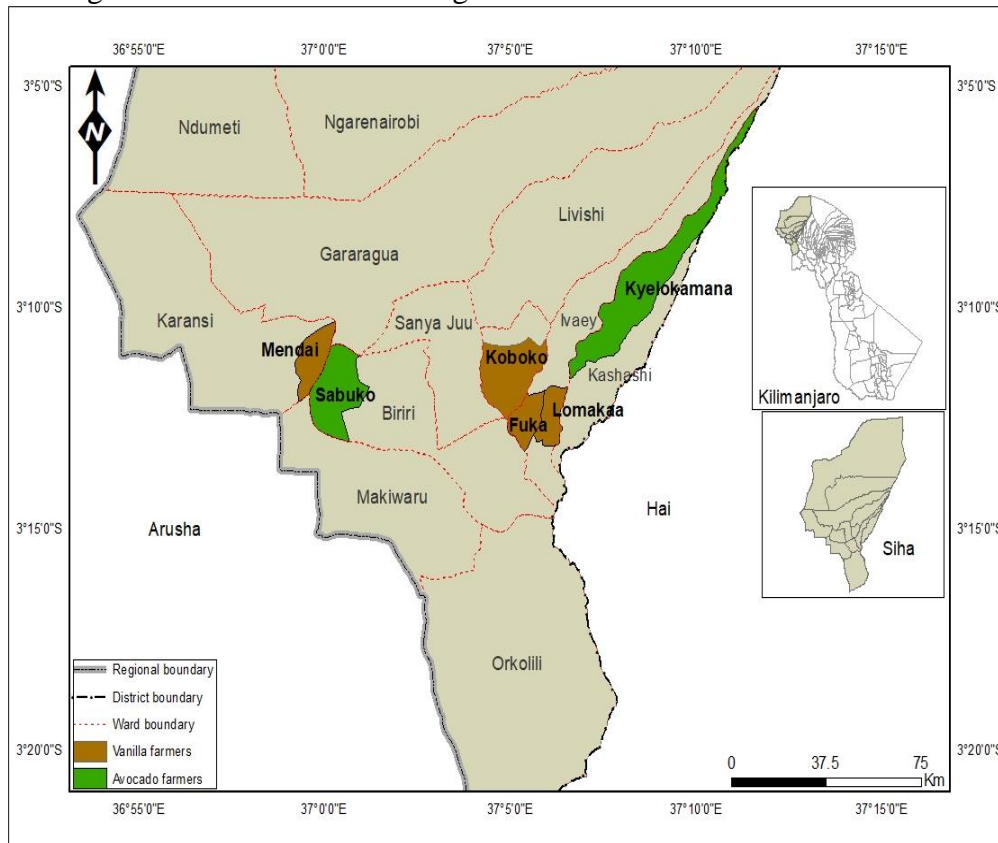 36°55'0"E 37°0'0"E 37°5'0"E 37°10'0"E 37°15'0"E
3°5'0"S 3°5'0"S
N
Ndumeti
Ngarenairobi
Livishi
Gararagua
Kyelokamana
3°10'0"S 3°10'0"S
Karansi
Sanya Juu
Ivaey
Mendai
Koboko
Kashashi
Sabuko
Biriri
Lomakaa
Fuka
Kilimanjaro
Makiwaru
Hai
3°15'0"S 3°15'0"S
Arusha
Siha
Orkolili
Regional boundary
District boundary
Ward boundary
Vanilla farmers
Avocado farmers
3°20'0"S 3°20'0"S
0 37.5 75
Km
36°55'0"E 37°0'0"E 37°5'0"E 37°10'0"E 37°15'0"E